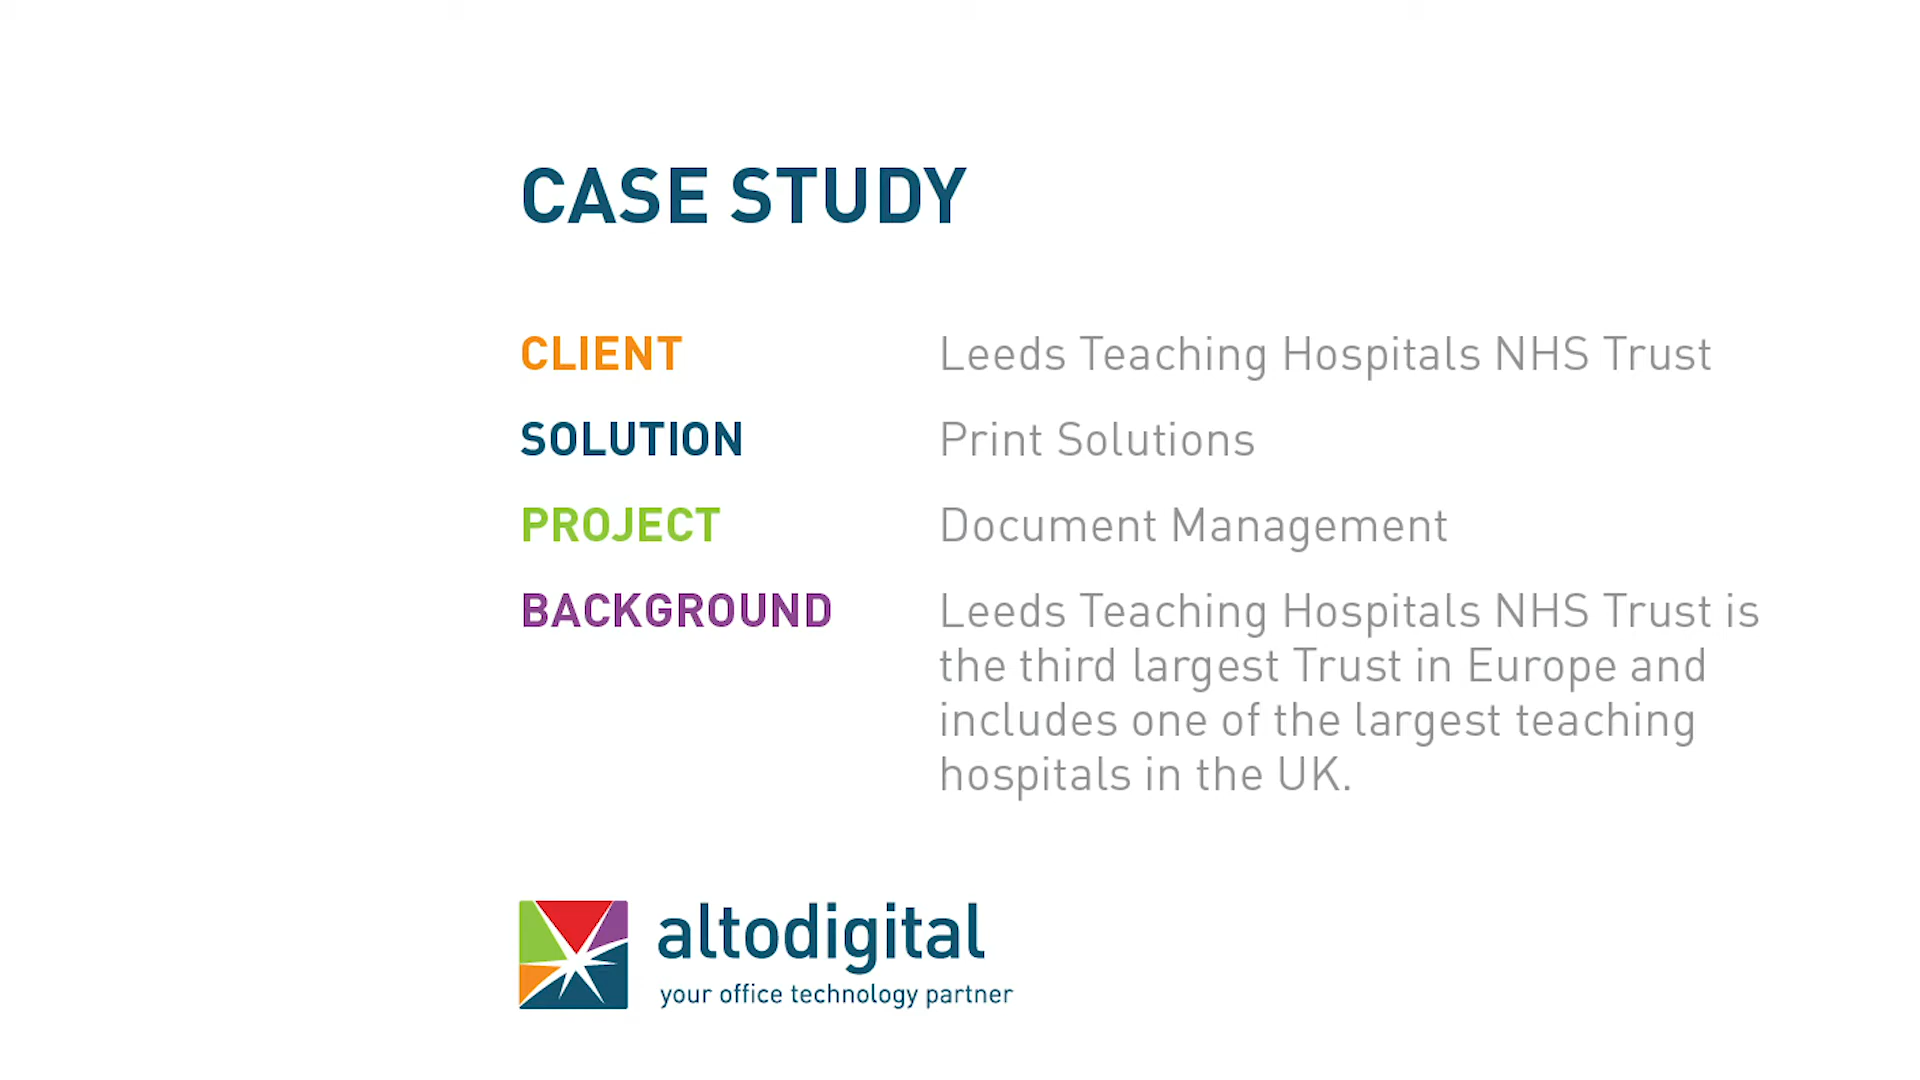 CASE STUDY
CLIENT Leeds Teaching Hospitals NHS Trust
SOLUTION Print Solutions
PROJECT Document Management
BACKGROUND Leeds Teaching Hospitals NHS Trust is
the third largest Trust in Europe and
includes one of the largest teaching
hospitals in the UK.
altodigital
your office technology partner